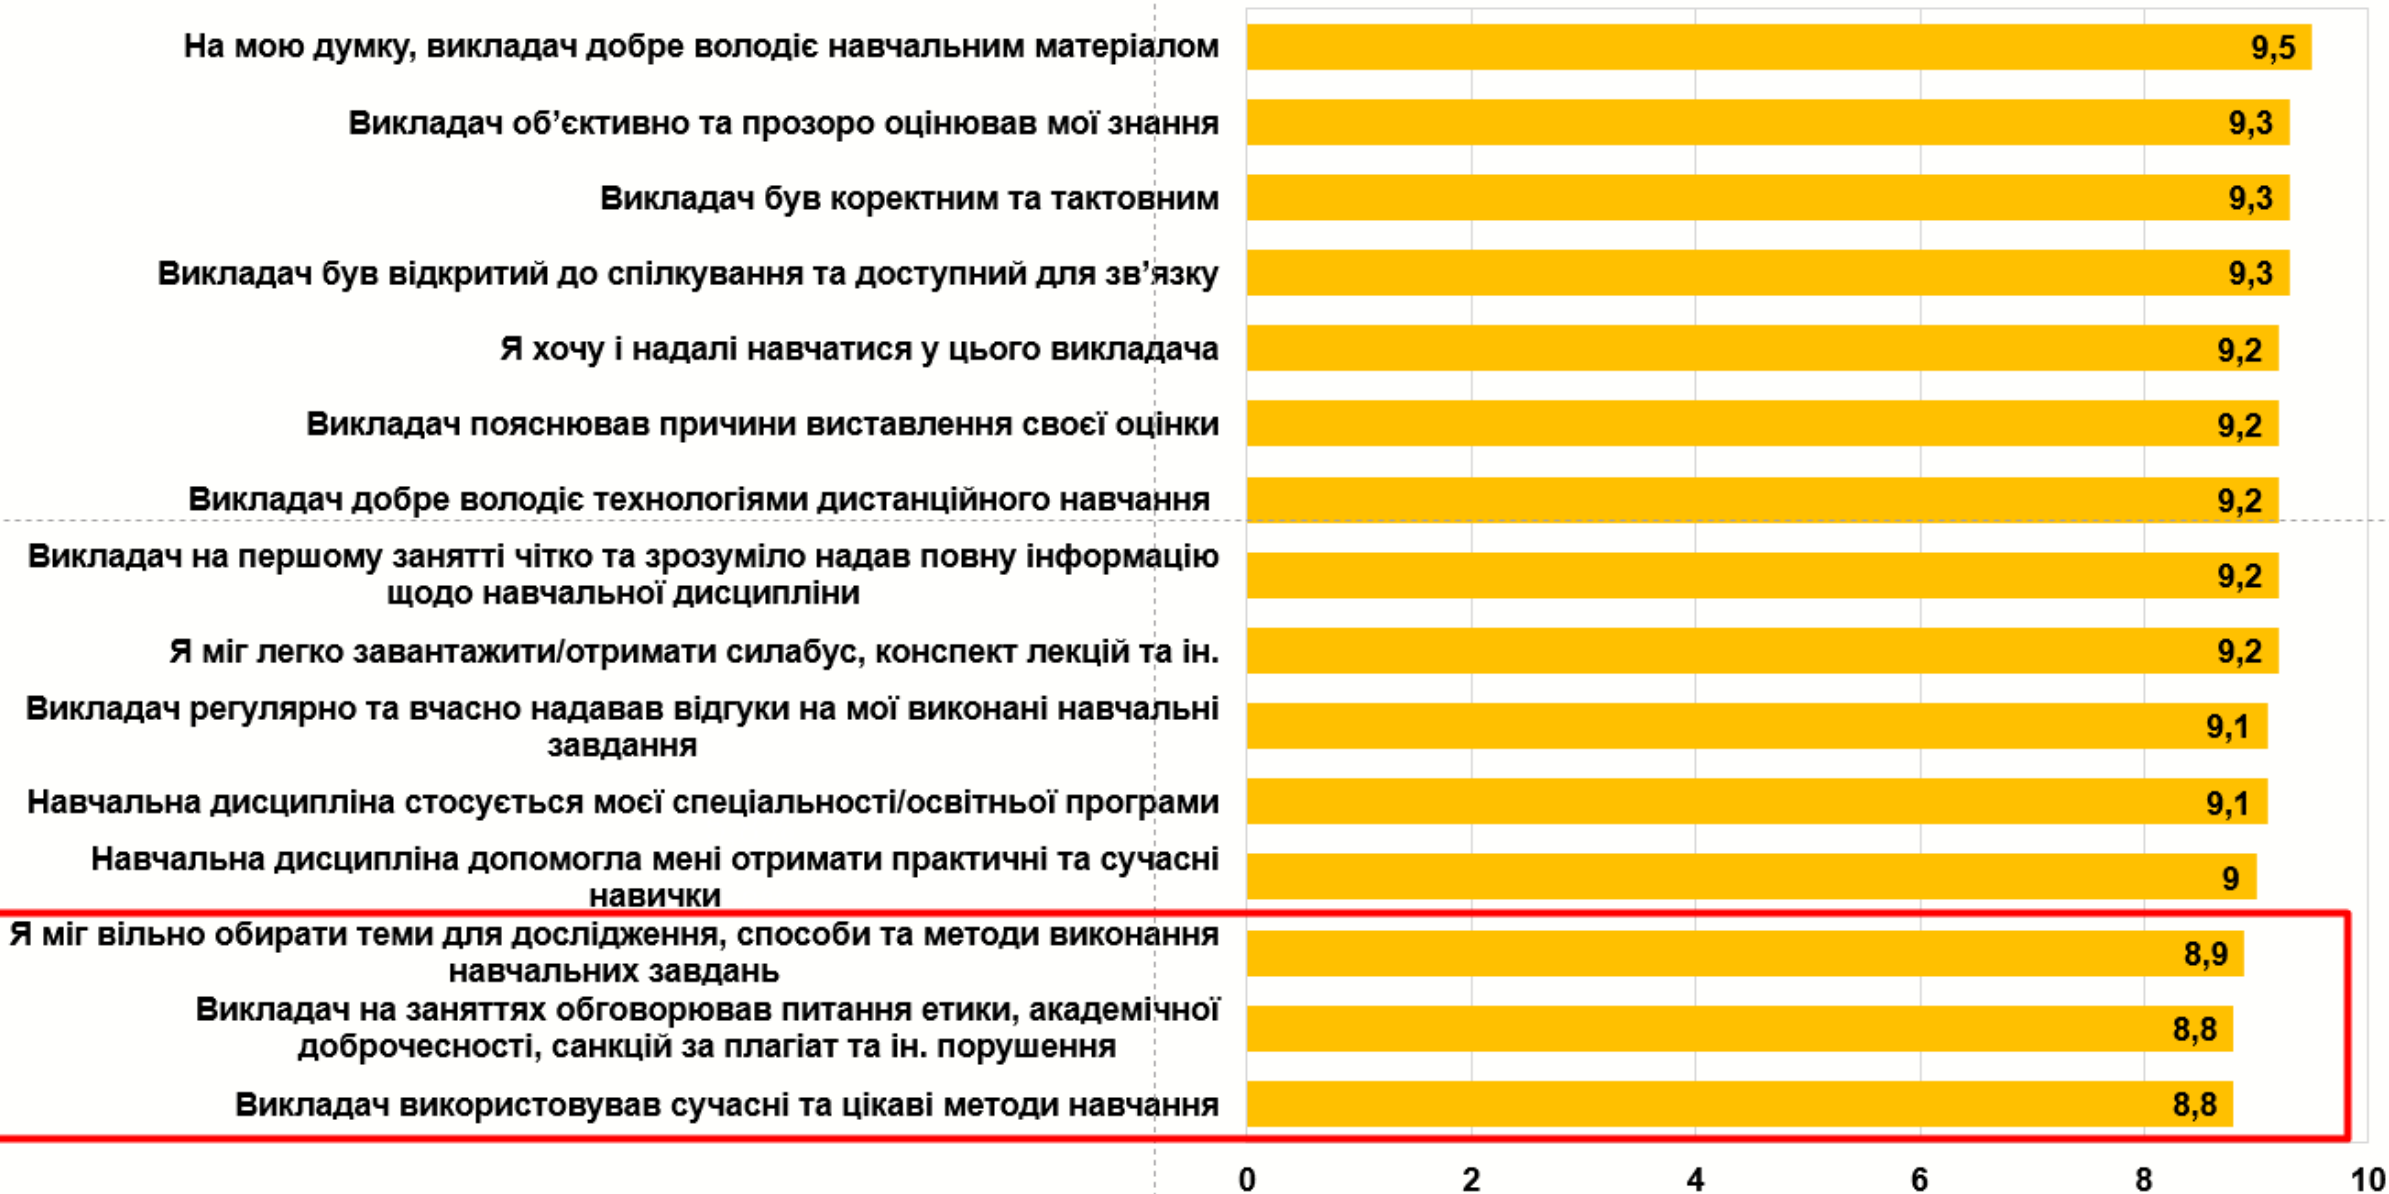 На мою думку, викладач добре володіє навчальним матеріалом
9,5
Викладач об’єктивно та прозоро оцінював мої знання
9,3
Викладач був коректним та тактовним
9,3
Викладач був відкритий до спілкування та доступний для зв’язку
9,3
Я хочу і надалі навчатися у цього викладача
9,2
Викладач пояснював причини виставлення своєї оцінки
9,2
Викладач добре володіє технологіями дистанційного навчання
9,2
Викладач на першому занятті чітко та зрозуміло надав повну інформацію
щодо навчальної дисципліни
9,2
Я міг легко завантажити/отримати силабус, конспект лекцій та ін.
9,2
Викладач регулярно та вчасно надавав відгуки на мої виконані навчальні
завдання
9,1
Навчальна дисципліна стосується моєї спеціальності/освітньої програми
9,1
Навчальна дисципліна допомогла мені отримати практичні та сучасні
навички
9
Я міг вільно обирати теми для дослідження, способи та методи виконання
навчальних завдань
8,9
Викладач на заняттях обговорював питання етики, академічної
доброчесності, санкцій за плагіат та ін. порушення
8,8
Викладач використовував сучасні та цікаві методи навчання
8,8
0 2 4 6 8 10